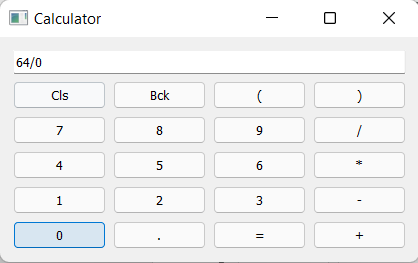 Calculator
64/0
Cls Bck ( )
7 8 9 /
4 5 6 *
1 2 3 -
0 . = +